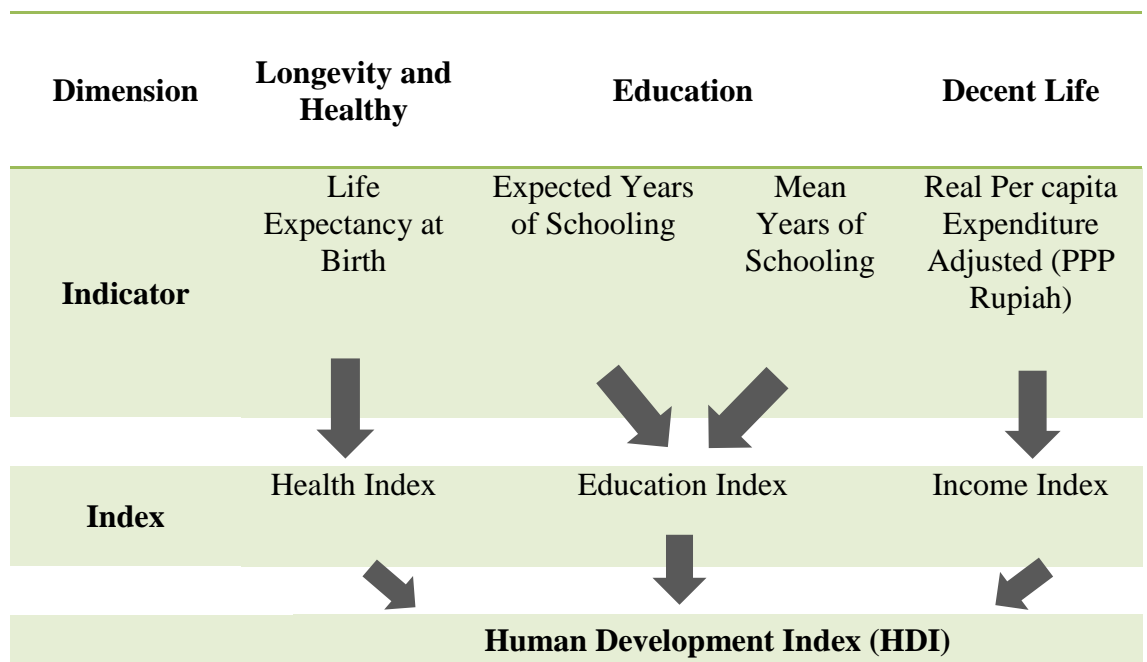 Dimension
Longevity and
Healthy
Education
Decent Life
Indicator
Life
Expectancy at
Birth
Expected Years
of Schooling
Mean
Years of
Schooling
Real Per capita
Expenditure
Adjusted (PPP
Rupiah)
Index
Health Index
Education Index
Income Index
Human Development Index (HDI)